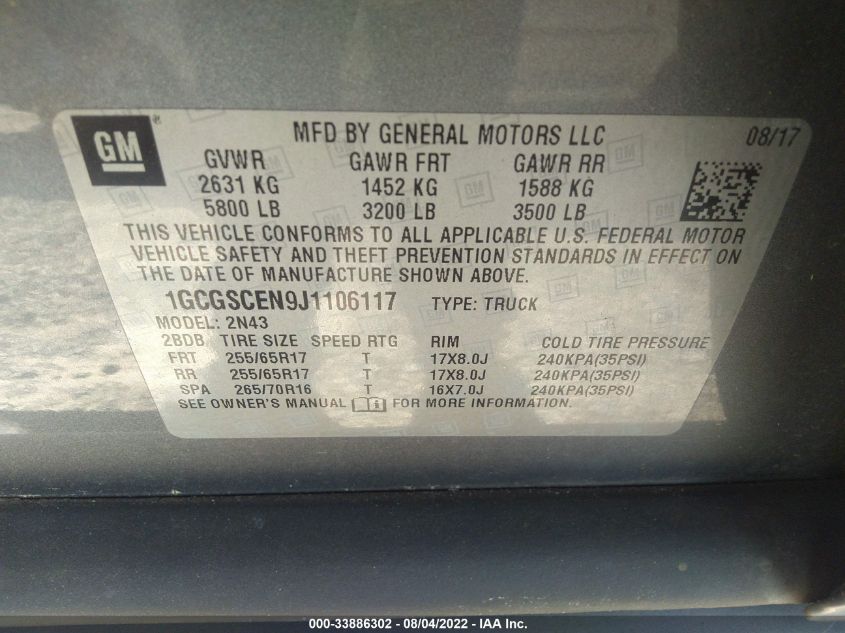 GM® MFD BY GENERAL MOTORS LLC 08/17
GVWR GAWR FRT GAWR RR
2631 KG 1452 KG 1588 KG
5800 LB 3200 LB 3500 LB
THIS VEHICLE CONFORMS TO ALL APPLICABLE U.S. FEDERAL MOTOR
VEHICLE SAFETY AND THEFT PREVENTION STANDARDS IN EFFECT ON
THE DATE OF MANUFACTURE SHOWN ABOVE.
1GCGSCEN9J1106117 TYPE: TRUCK
MODEL: 2N43
2BDB TIRE SIZE SPEED RTG RIM COLD TIRE PRESSURE
FRT 255/65R17 T 17X8.0J 240KPA(35PSI)
RR 255/65R17 T 17X8.0J 240KPA(35PSI)
SPA 265/70R16 T 16X7.0J 240KPA(35PSI)
SEE OWNER'S MANUAL FOR MORE INFORMATION.
000-33886302 - 08/04/2022 - IAA Inc.